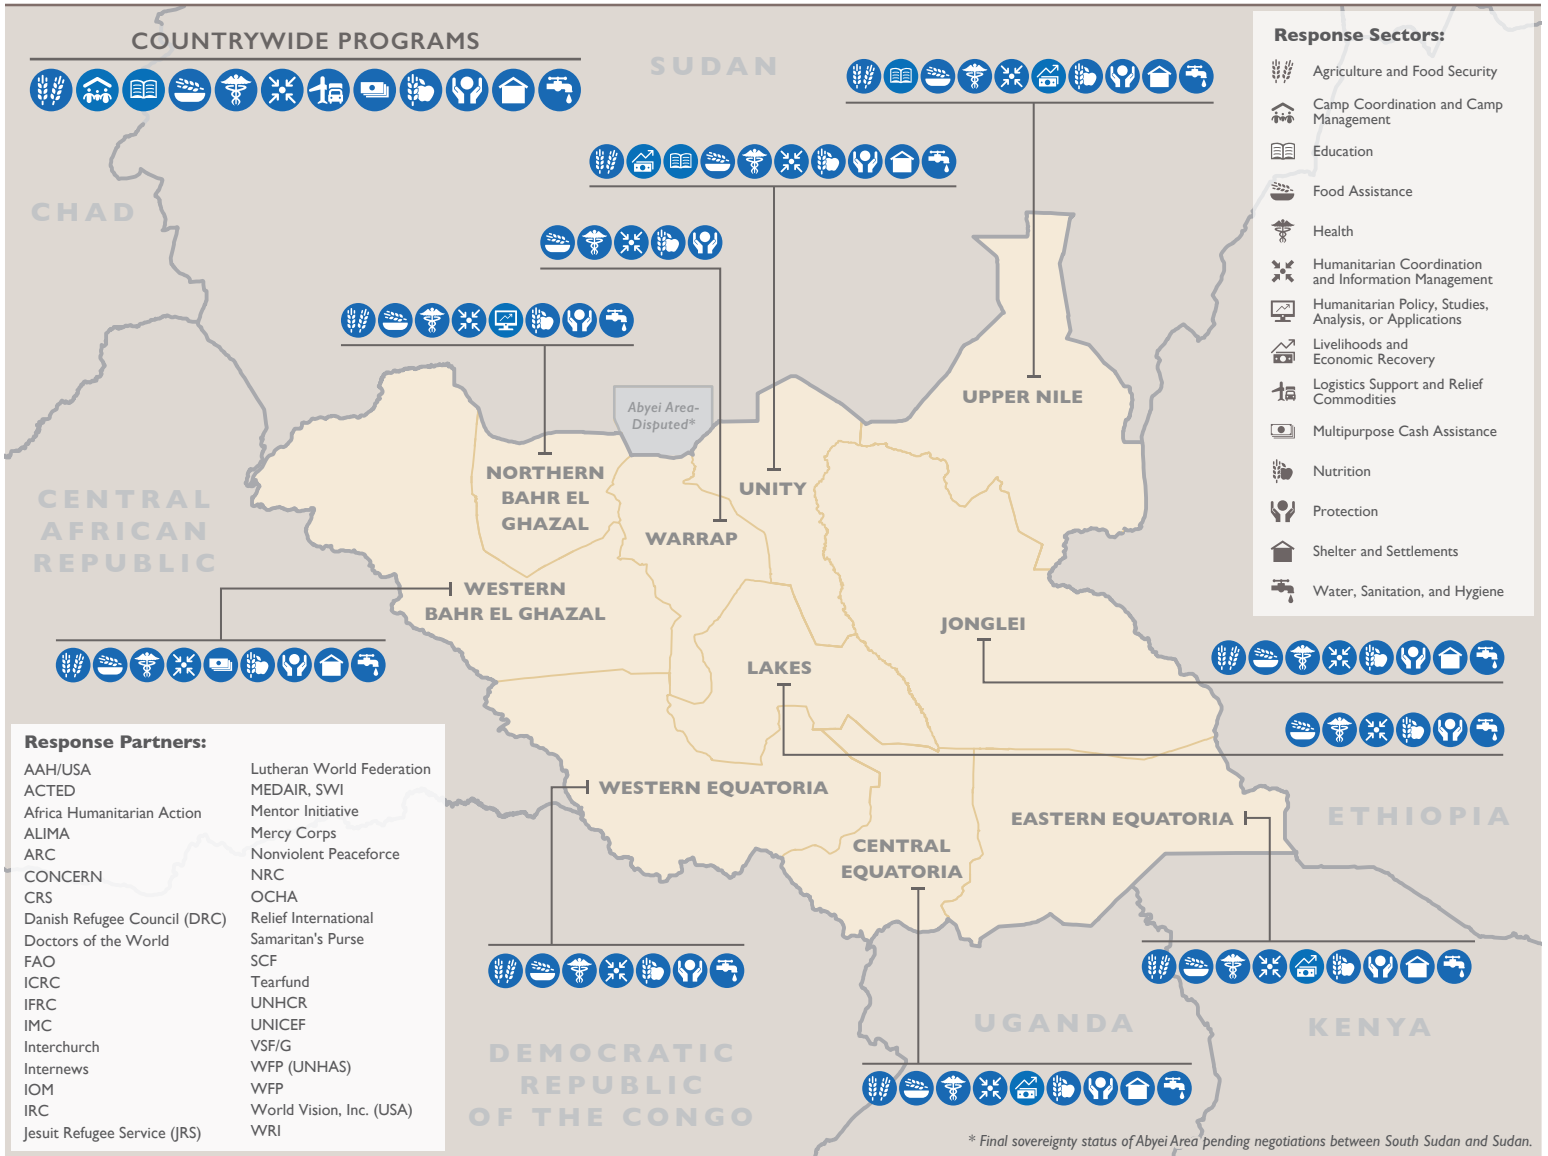 COUNTRYWIDE PROGRAMS
SUDAN
CHAD
CENTRAL
AFRICAN
REPUBLIC
Abyei Area-
Disputed*
UPPER NILE
NORTHERN
BAHR EL
GHAZAL
UNITY
WARRAP
WESTERN
BAHR EL GHAZAL
JONGLEI
LAKES
WESTERN EQUATORIA
EASTERN EQUATORIA
CENTRAL
EQUATORIA
ETHIOPIA
UGANDA
KENYA
DEMOCRATIC
REPUBLIC
OF THE CONGO
Response Sectors:
Agriculture and Food Security
Camp Coordination and Camp
Management
Education
Food Assistance
Health
Humanitarian Coordination
and Information Management
Humanitarian Policy, Studies,
Analysis, or Applications
Livelihoods and
Economic Recovery
Logistics Support and Relief
Commodities
Multipurpose Cash Assistance
Nutrition
Protection
Shelter and Settlements
Water, Sanitation, and Hygiene
Response Partners:
AAH/USA
ACTED
Africa Humanitarian Action
ALIMA
ARC
CONCERN
CRS
Danish Refugee Council (DRC)
Doctors of the World
FAO
ICRC
IFRC
IMC
Interchurch
Internews
IOM
IRC
Jesuit Refugee Service (JRS)
Lutheran World Federation
MEDAIR, SWI
Mentor Initiative
Mercy Corps
Nonviolent Peaceforce
NRC
OCHA
Relief International
Samaritan's Purse
SCF
Tearfund
UNHCR
UNICEF
VSF/G
WFP (UNHAS)
WFP
World Vision, Inc. (USA)
WRI
* Final sovereignty status of Abyei Area pending negotiations between South Sudan and Sudan.